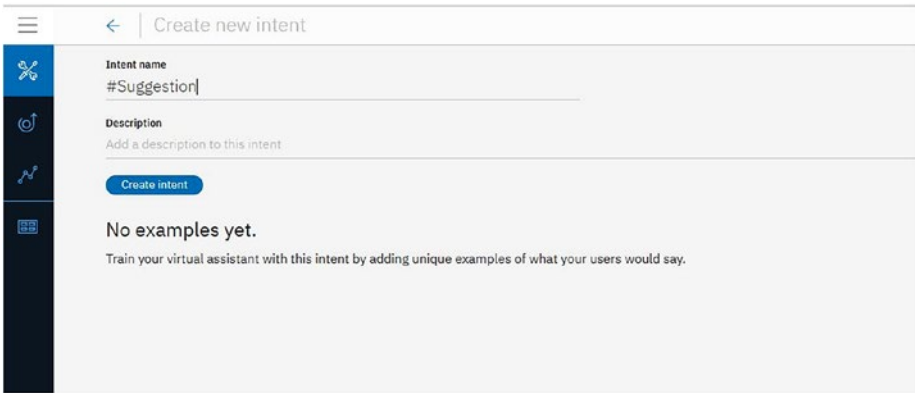 Create new intent
Intent name
#Suggestion
Description
Add a description to this intent
Create intent
No examples yet.
Train your virtual assistant with this intent by adding unique examples of what your users would say.